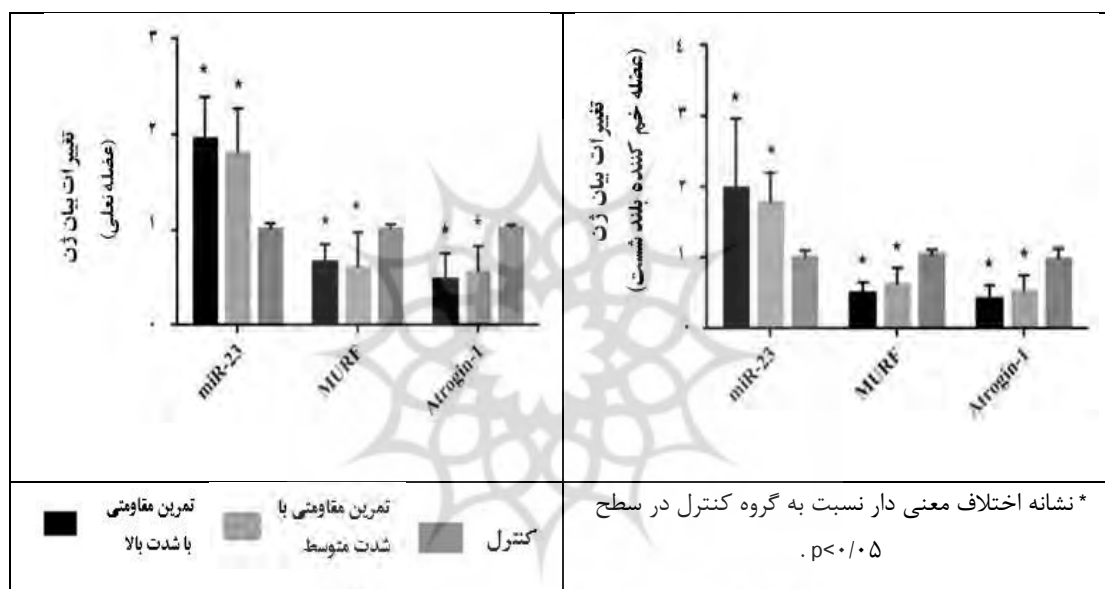 تغییرات بیان ژن
(عضله نعلی)
۳
۲
۱
۰
* * * * * *
miR-23
MURF
Atrogin-1
تغییرات بیان ژن
(عضله خم کننده بلند شست)
۴
۳
۲
۱
۰
* * * * * *
miR-23
MURF
Atrogin-1
تمرین مقاومتی
با شدت بالا
تمرین مقاومتی با
شدت متوسط
کنترل
* نشانه اختلاف معنی دار نسبت به گروه کنترل در سطح
p<۰/۰۵ .